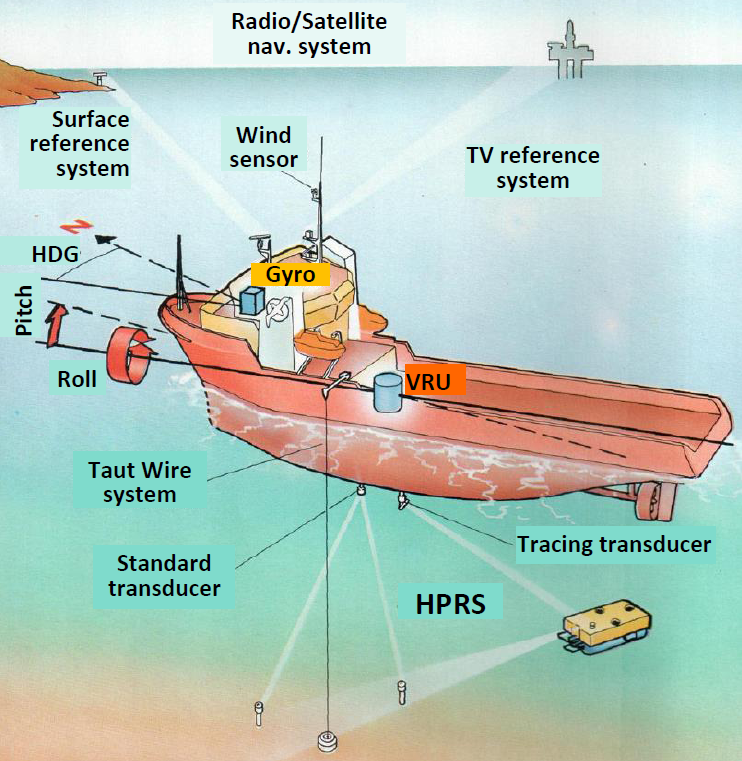 Radio/Satellite
nav. system
Surface
reference
system
Wind
sensor
TV reference
system
N
HDG
Gyro
Pitch
Roll
VRU
Taut Wire
system
Standard
transducer
Tracing transducer
HPRS